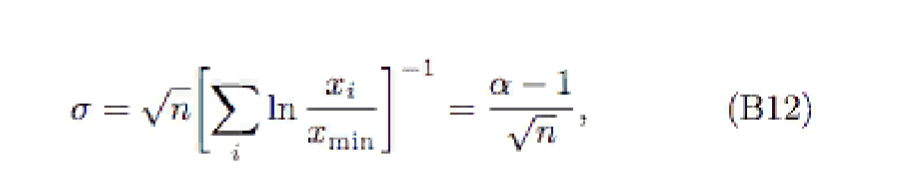 σ = √n [∑_i ln x_i/x_min]^{-1} = (α − 1)/√n, (B12)